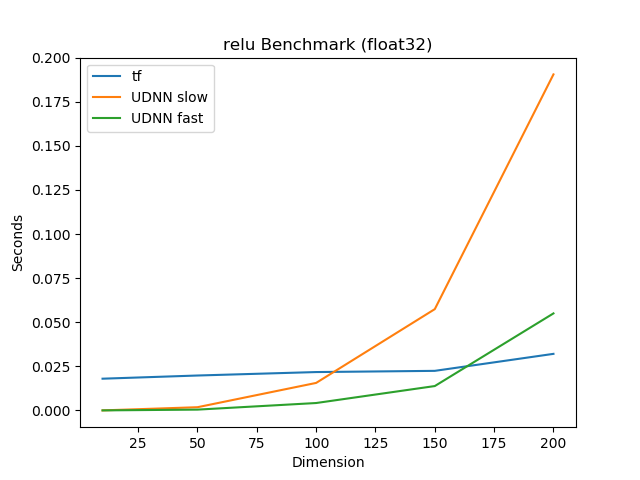 relu Benchmark (float32)
tf
UDNN slow
UDNN fast
0.200
0.175
0.150
0.125
0.100
0.075
0.050
0.025
0.000
Seconds
25 50 75 100 125 150 175 200
Dimension